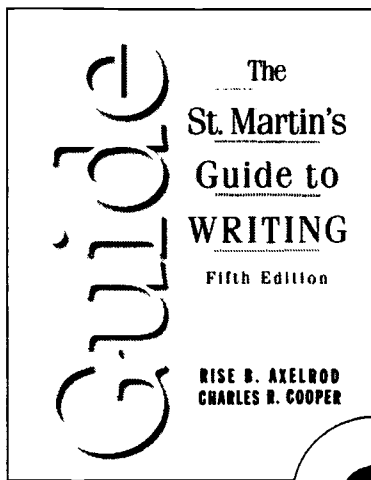 Guide
The
St. Martin's
Guide to
WRITING
Fifth Edition
RISE B. AXELROD
CHARLES R. COOPER